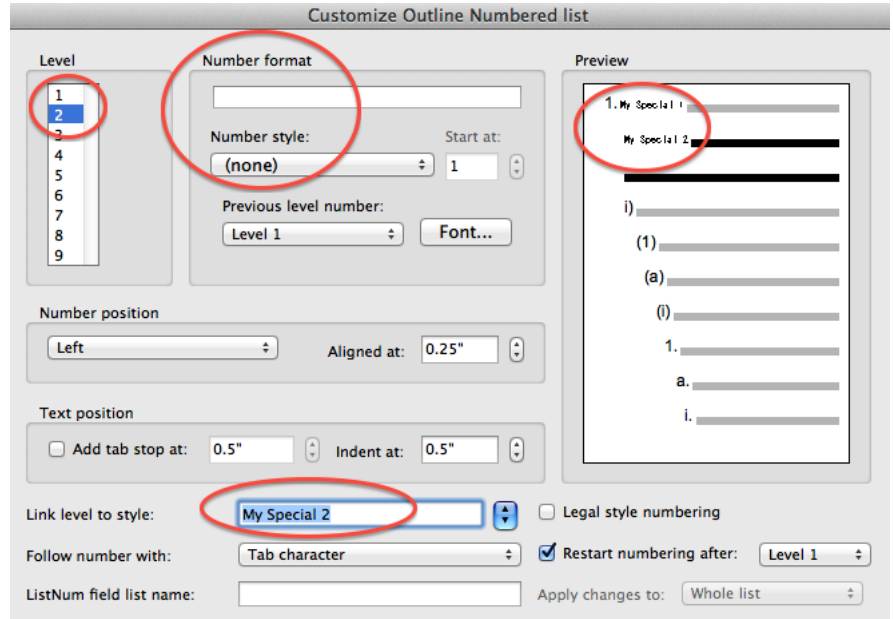 Customize Outline Numbered list
Level
1
2
3
4
5
6
7
8
9
Number format
Number style:
Start at:
(none)
1
Previous level number:
Level 1
Font...
Preview
1. My Special 1
My Special 2
i)
(1)
(a)
(i)
1.
a.
i.
Number position
Left
Aligned at:
0.25"
Text position
Add tab stop at:
0.5"
Indent at:
0.5"
Link level to style:
My Special 2
Legal style numbering
Follow number with:
Tab character
Restart numbering after:
Level 1
ListNum field list name:
Apply changes to:
Whole list